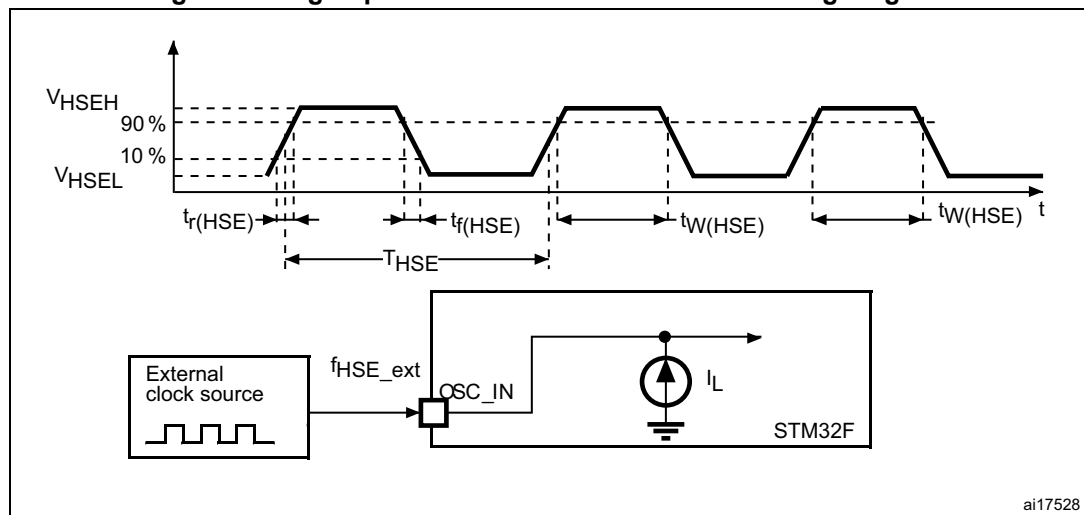 V_HSEH
90 %
10 %
V_HSEL
t_r(HSE)
t_f(HSE)
t_W(HSE)
t_W(HSE)
t
T_HSE
External
clock source
f_HSE_ext
OSC_IN
I_L
STM32F
ai17528